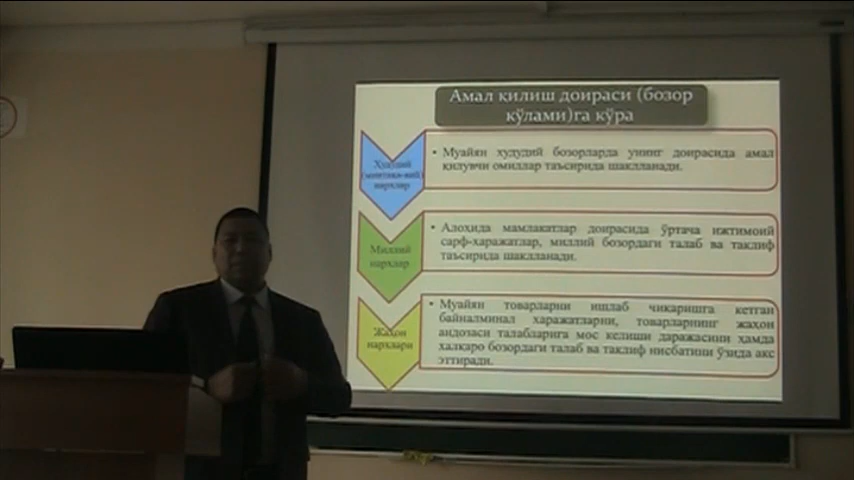 Амал қилиш доираси (бозор
кўлами)га кўра
Ҳудудий
нархлар
• Муайян ҳудудий бозорларда унинг доирасида амал
қилувчи омиллар таъсирида шаклланади.
Миллий
нархлар
• Алоҳида мамлакатлар доирасида ўртача ижтимоий
сарф-харажатлар, миллий бозордаги талаб ва таклиф
таъсирида шаклланади.
Жаҳон
нархлари
• Муайян товарларни ишлаб чиқаришга кетган
байналминал харажатларни, товарларнинг жаҳон
андозаси талабларига мос келиши даражасини ҳамда
халқаро бозордаги талаб ва таклиф нисбатини ўзида акс
эттиради.